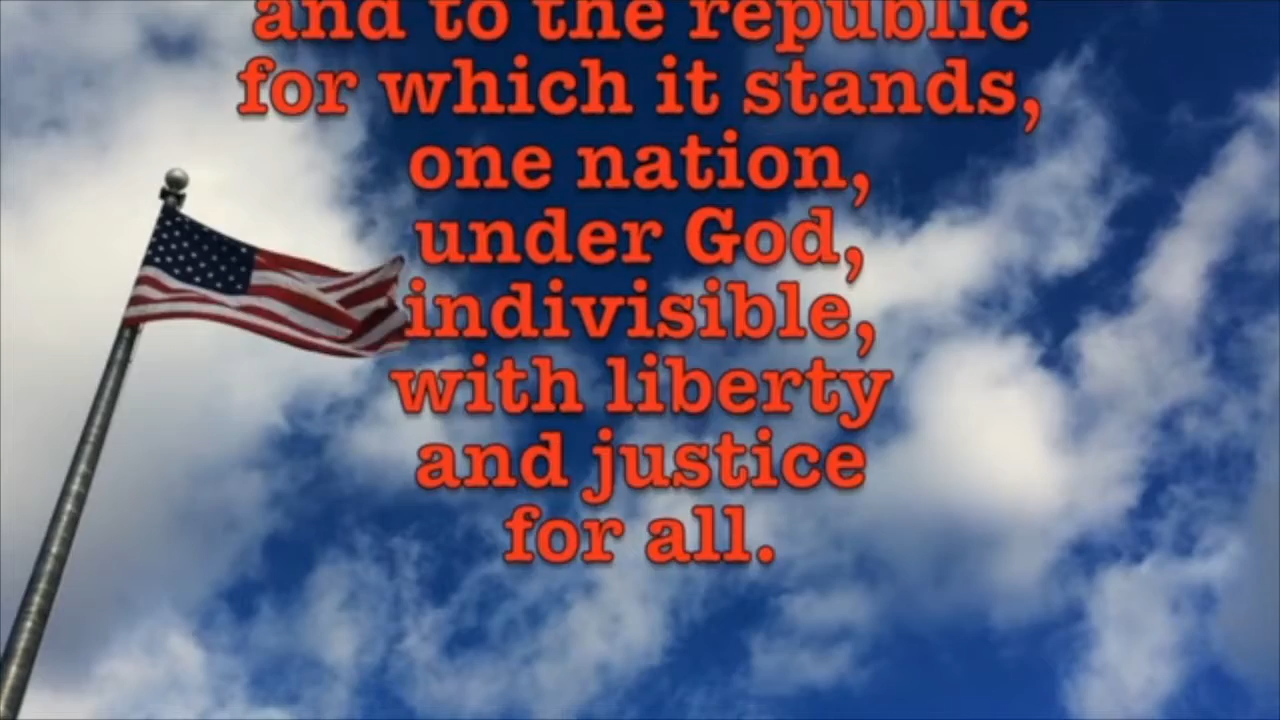 and to the republic
for which it stands,
one nation,
under God,
indivisible,
with liberty
and justice
for all.